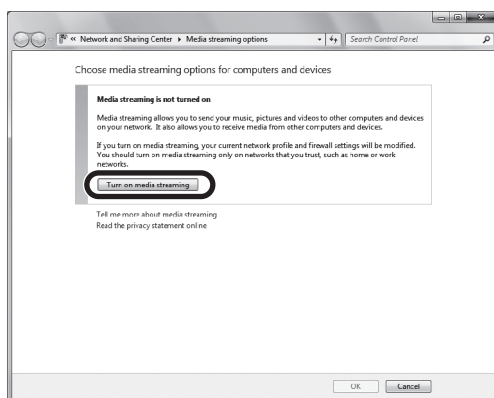 « Network and Sharing Center ▸ Media streaming options
Search Control Panel
Choose media streaming options for computers and devices
Media streaming is not turned on
Media streaming allows you to send your music, pictures and videos to other computers and devices
on your network. It also allows you to receive media from other computers and devices.
If you turn on media streaming, your current network profile and firewall settings will be modified.
You should turn on media streaming only on networks that you trust, such as home or work
networks.
Turn on media streaming
Tell me more about media streaming
Read the privacy statement online
OK
Cancel